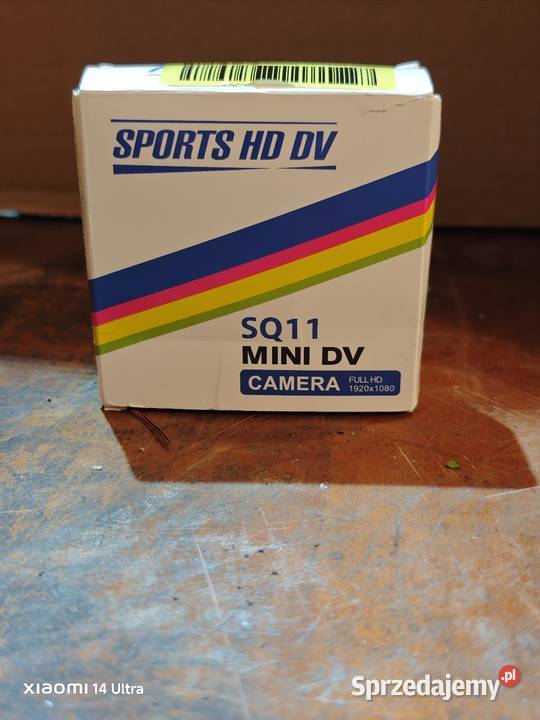 SPORTS HD DV
SQ11
MINI DV
CAMERA FULL HD
1920x1080
XIAOMI 14 Ultra
Sprzedajemy.pl